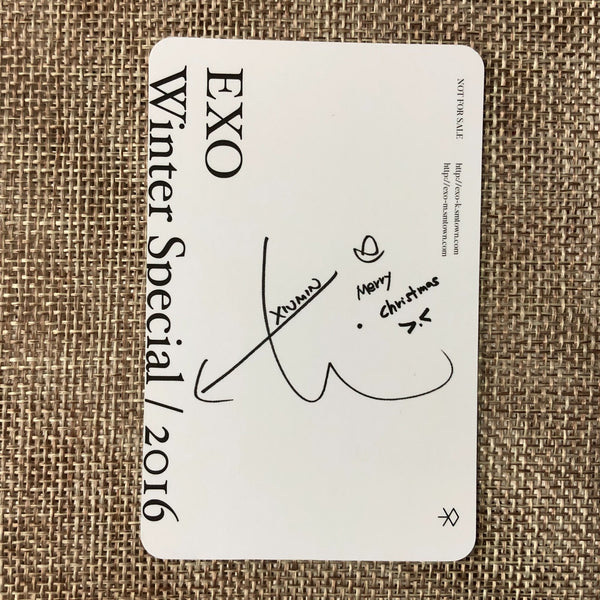 EXO
Winter Special / 2016
NOT FOR SALE
http://exo-k.smtown.com
http://exo-m.smtown.com
XIUMIN
Merry
Christmas
>.<